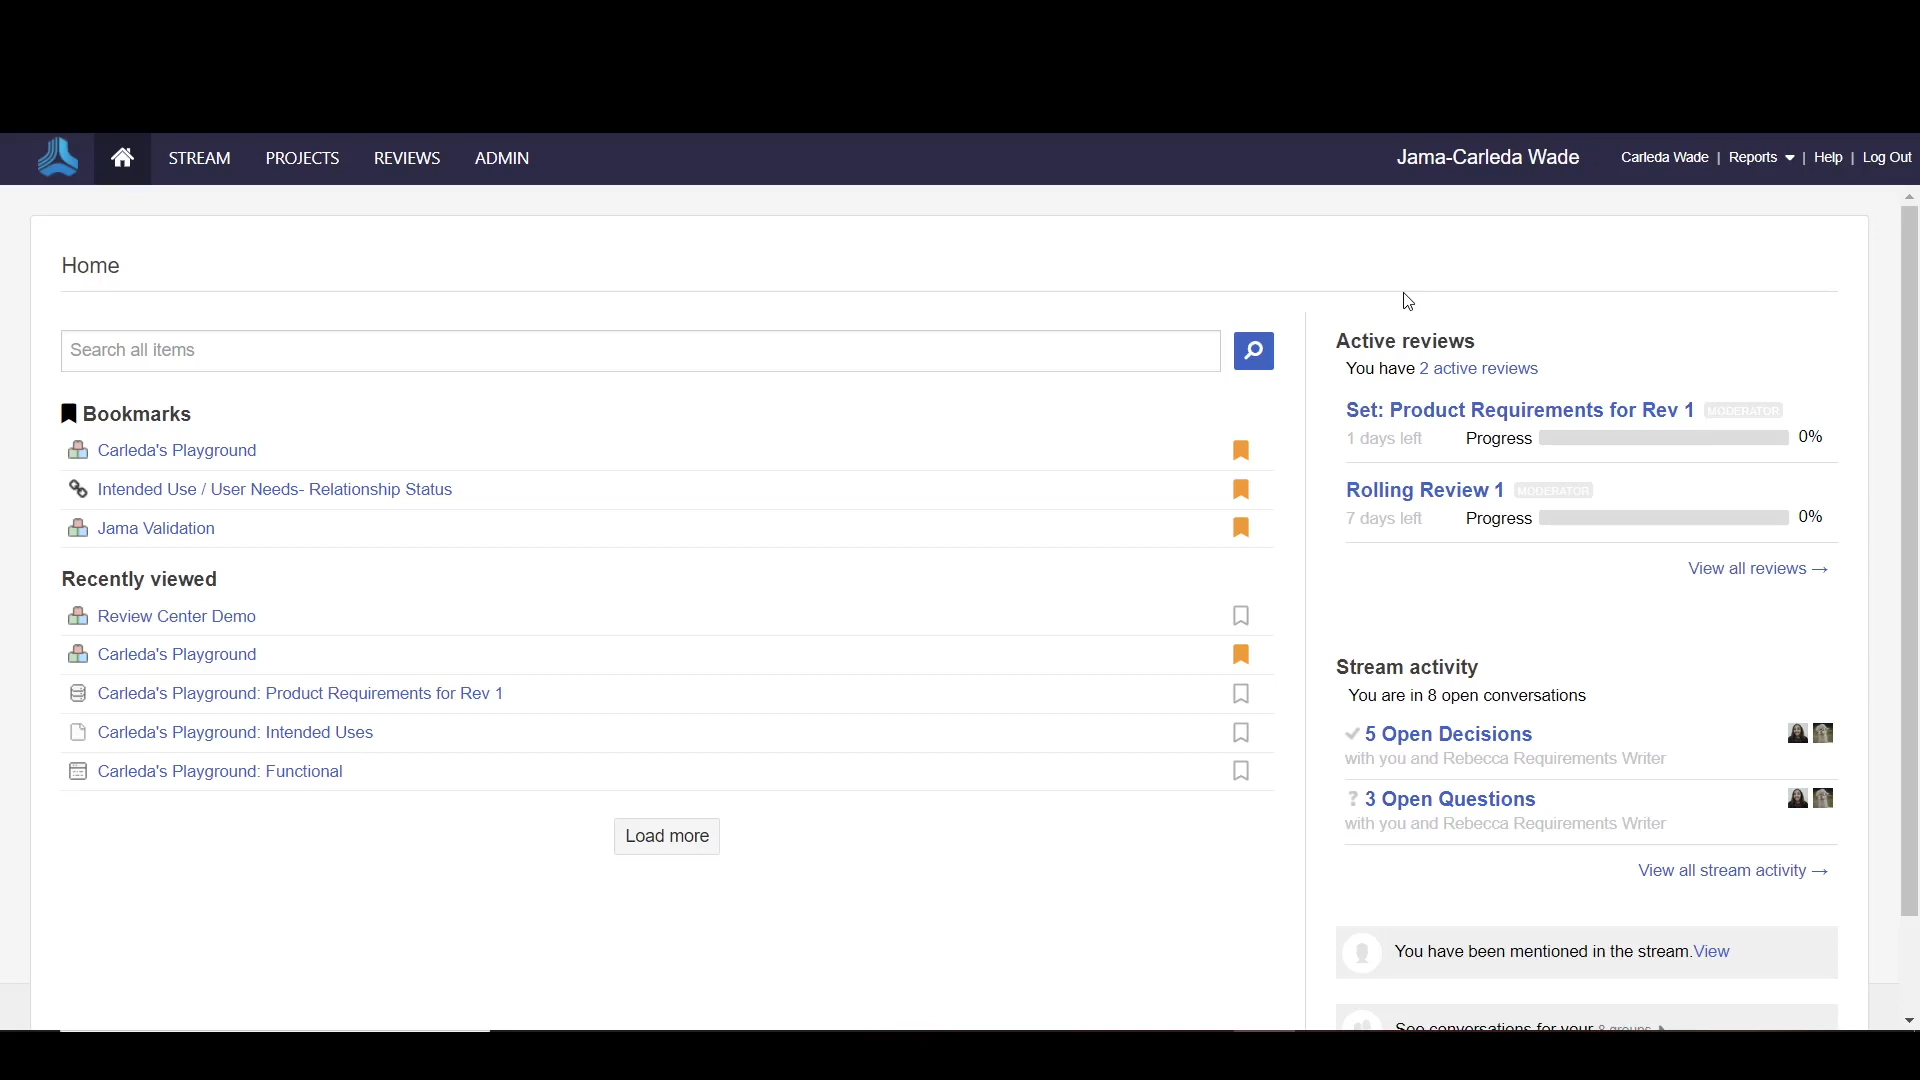 STREAM PROJECTS REVIEWS ADMIN Jama-Carleda Wade Carleda Wade | Reports | Help | Log Out
Home
Search all items
Bookmarks
Carleda's Playground
Intended Use / User Needs- Relationship Status
Jama Validation
Recently viewed
Review Center Demo
Carleda's Playground
Carleda's Playground: Product Requirements for Rev 1
Carleda's Playground: Intended Uses
Carleda's Playground: Functional
Load more
Active reviews
You have 2 active reviews
Set: Product Requirements for Rev 1 MODERATOR
1 days left Progress 0%
Rolling Review 1 MODERATOR
7 days left Progress 0%
View all reviews →
Stream activity
You are in 8 open conversations
5 Open Decisions
with you and Rebecca Requirements Writer
? 3 Open Questions
with you and Rebecca Requirements Writer
View all stream activity →
You have been mentioned in the stream.View
See conversations for your 8 groups